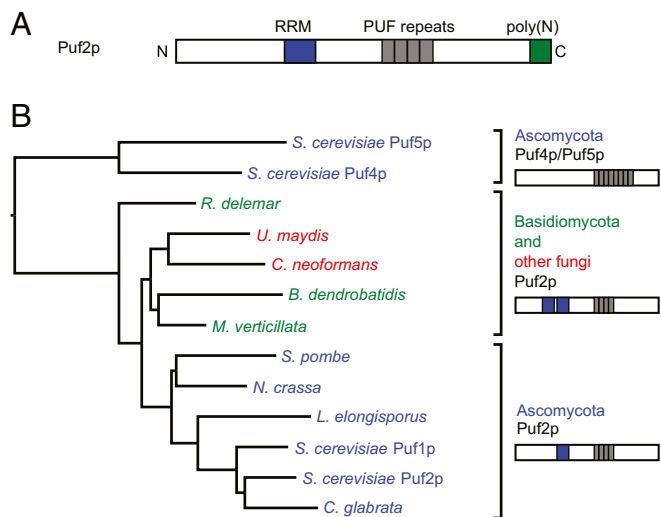 A
RRM PUF repeats poly(N)
Puf2p N C
B
S. cerevisiae Puf5p
S. cerevisiae Puf4p
R. delemar
U. maydis
C. neoformans
B. dendrobatidis
M. verticillata
S. pombe
N. crassa
L. elongisporus
S. cerevisiae Puf1p
S. cerevisiae Puf2p
C. glabrata
Ascomycota
Puf4p/Puf5p
Basidiomycota
and
other fungi
Puf2p
Ascomycota
Puf2p